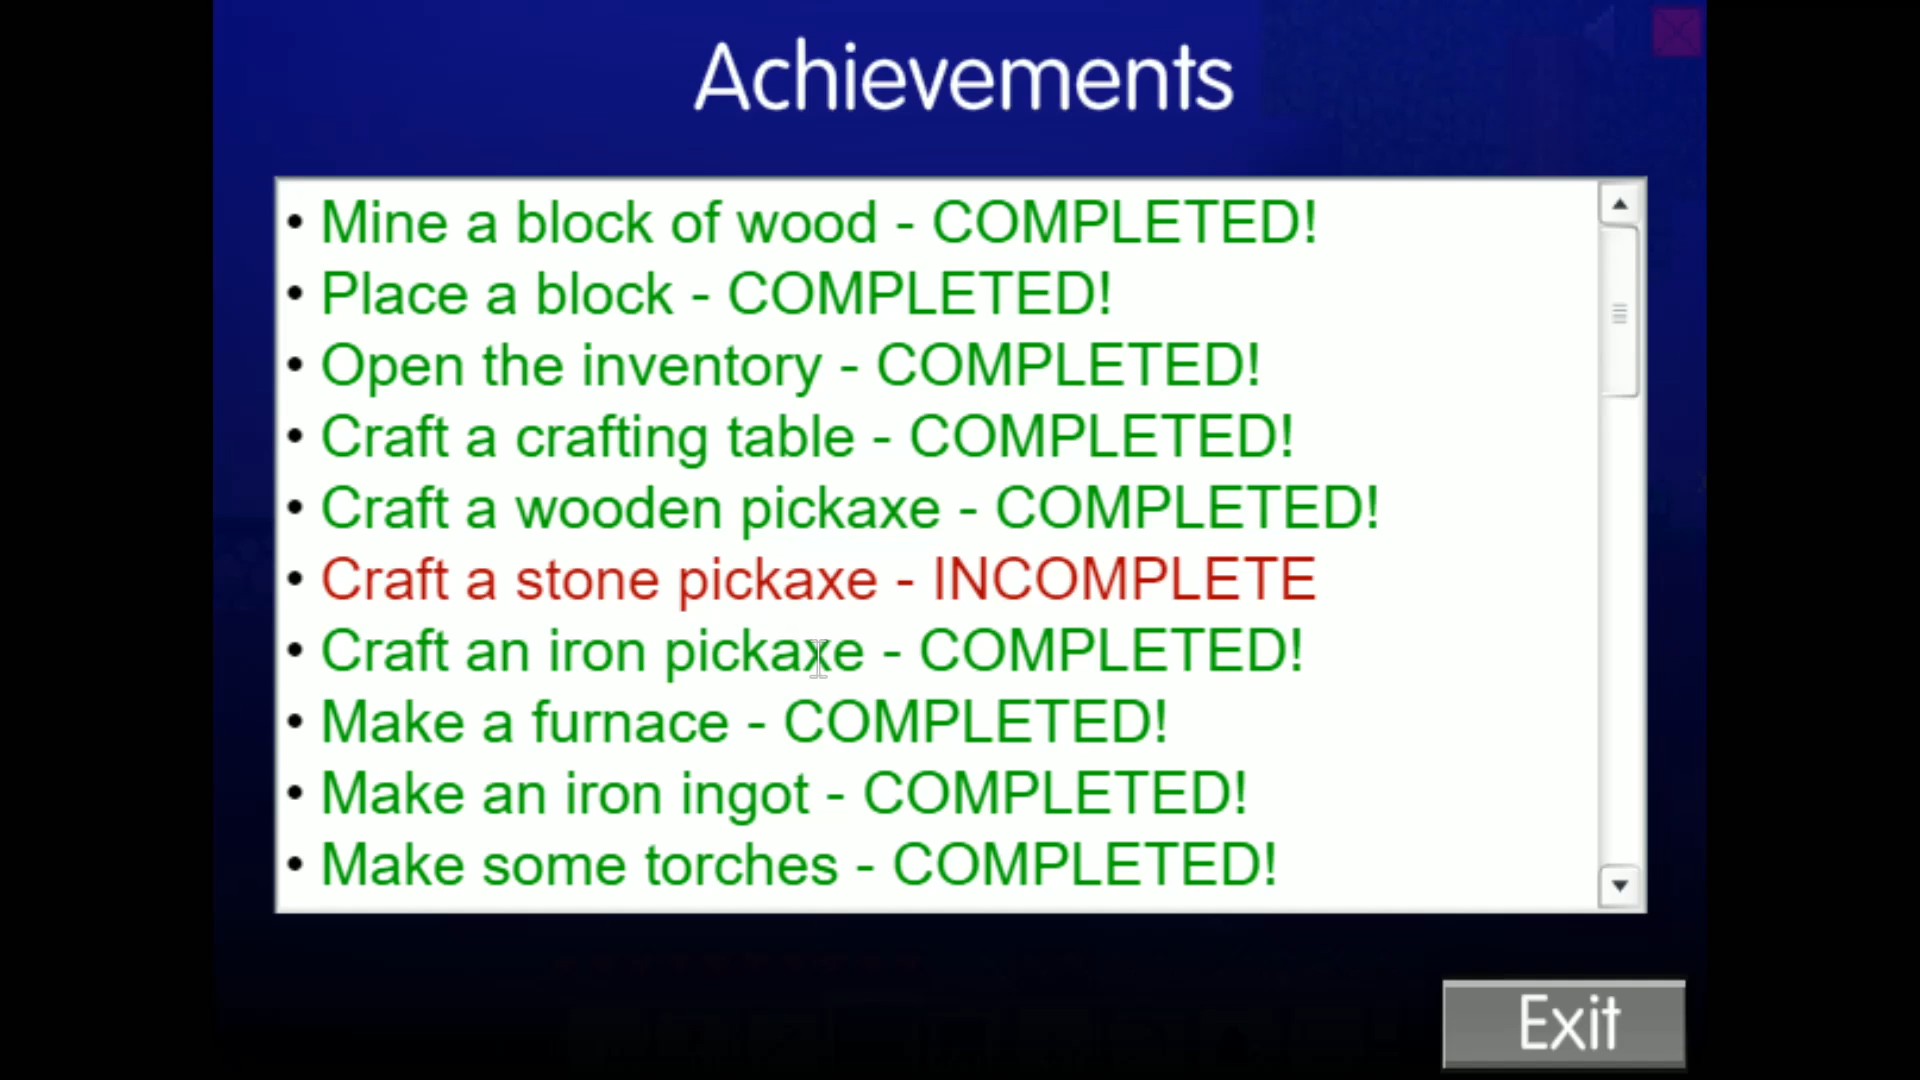 Achievements
• Mine a block of wood - COMPLETED!
• Place a block - COMPLETED!
• Open the inventory - COMPLETED!
• Craft a crafting table - COMPLETED!
• Craft a wooden pickaxe - COMPLETED!
• Craft a stone pickaxe - INCOMPLETE
• Craft an iron pickaxe - COMPLETED!
• Make a furnace - COMPLETED!
• Make an iron ingot - COMPLETED!
• Make some torches - COMPLETED!
Exit